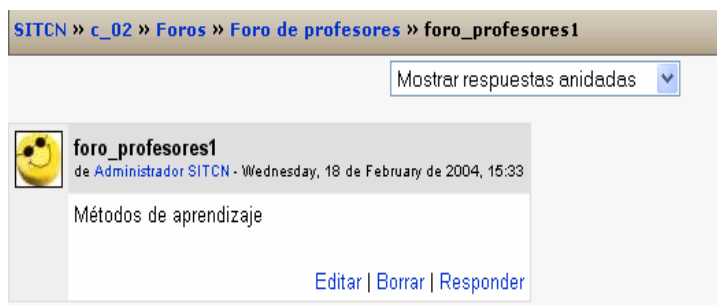 SITCN » c_02 » Foros » Foro de profesores » foro_profesores1
Mostrar respuestas anidadas
foro_profesores1
de Administrador SITCN - Wednesday, 18 de February de 2004, 15:33
Métodos de aprendizaje
Editar | Borrar | Responder